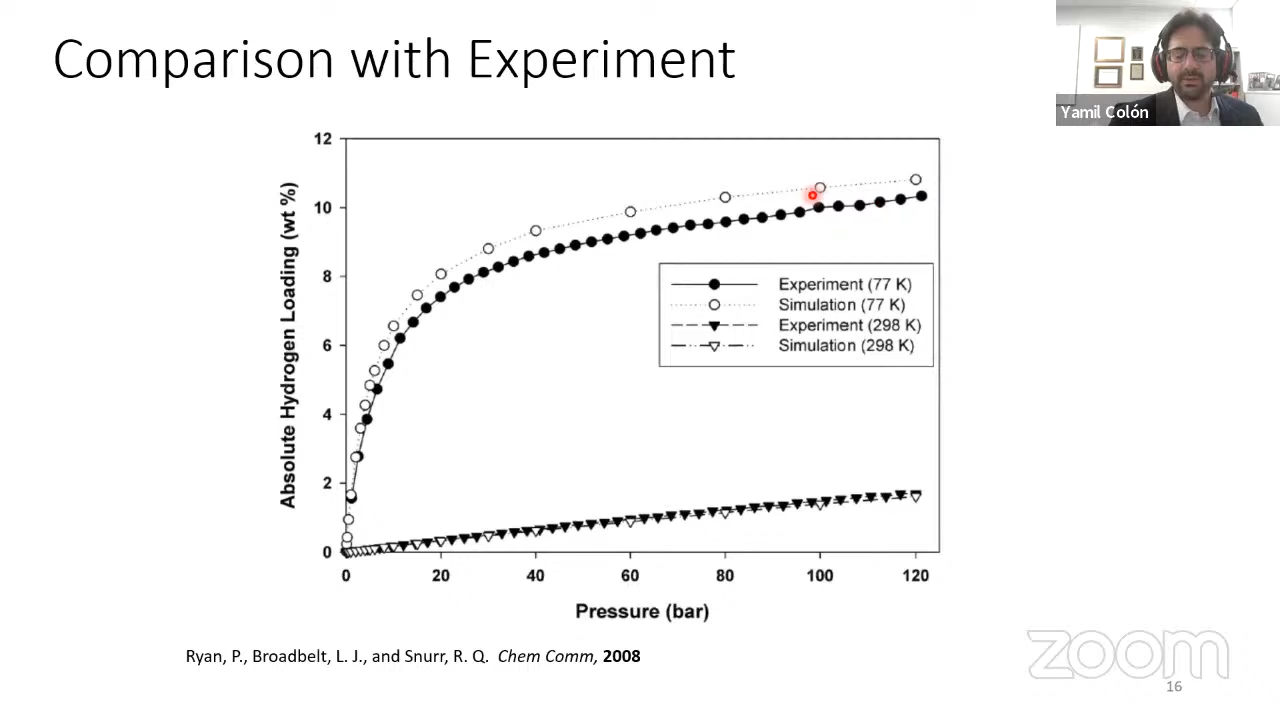 Comparison with Experiment
Yamil Colón
Absolute Hydrogen Loading (wt %)
12
10
8
6
4
2
0
Experiment (77 K)
Simulation (77 K)
Experiment (298 K)
Simulation (298 K)
0 20 40 60 80 100 120
Pressure (bar)
Ryan, P., Broadbelt, L. J., and Snurr, R. Q. Chem Comm, 2008
zoom
16